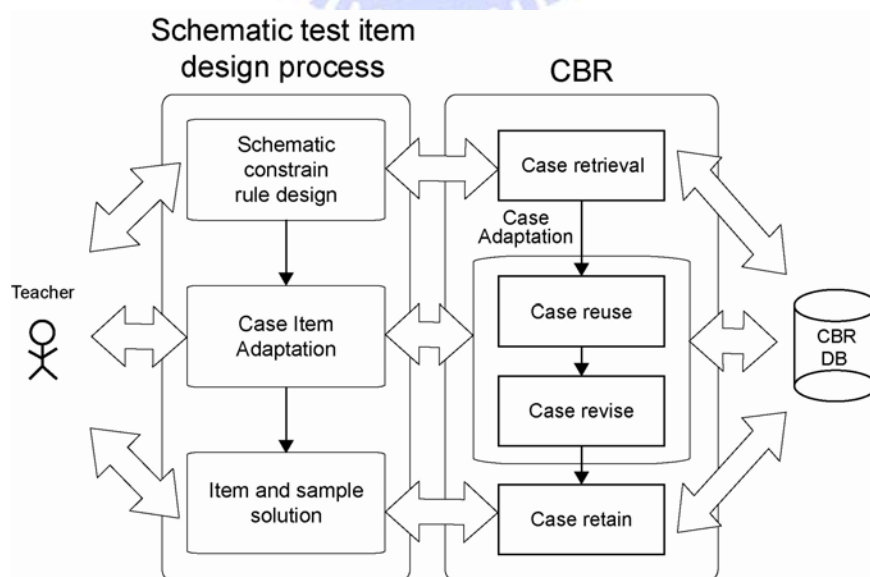 Schematic test item
design process
CBR
Schematic
constrain
rule design
Case retrieval
Case
Adaptation
Teacher
Case Item
Adaptation
Case reuse
CBR
DB
Case revise
Item and sample
solution
Case retain